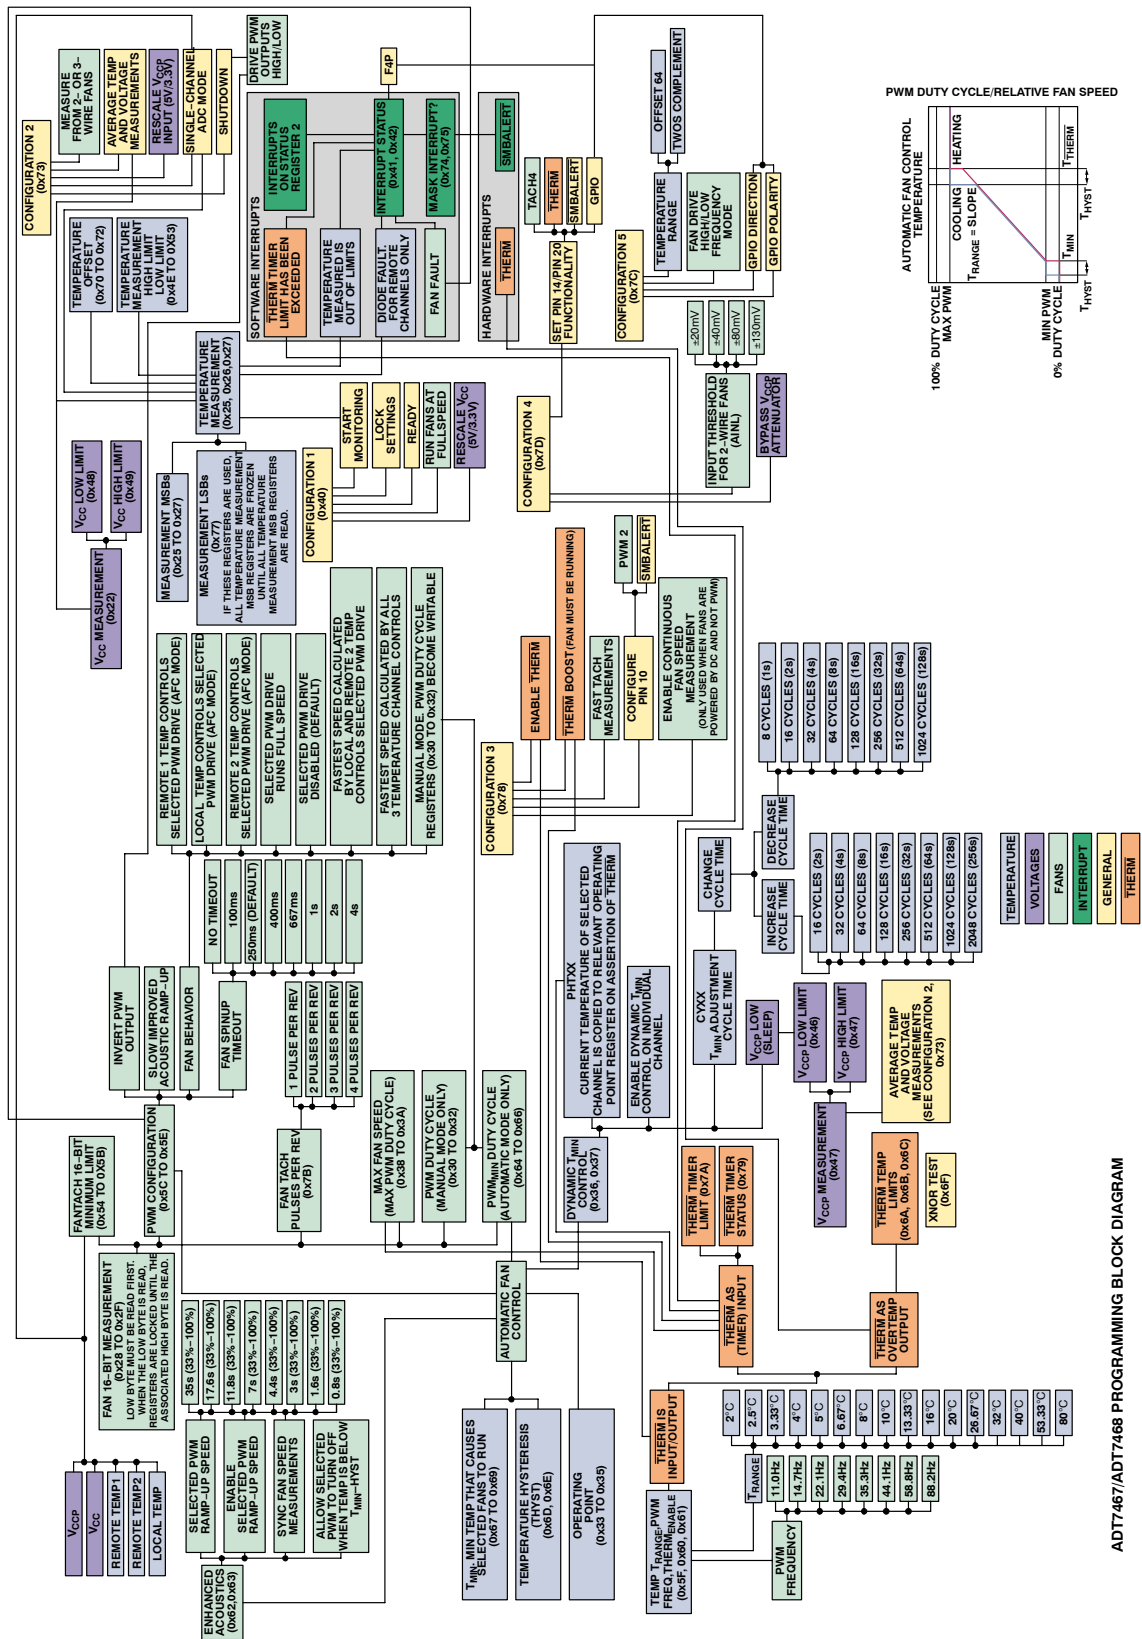 ADT7467/ADT7468 PROGRAMMING BLOCK DIAGRAM
VCCP
VCC
REMOTE TEMP1
REMOTE TEMP2
LOCAL TEMP
FAN 16-BIT MEASUREMENT
(0x28 TO 0x2F)
LOW BYTE MUST BE READ FIRST.
WHEN THE LOW BYTE IS READ,
REGISTERS ARE LOCKED UNTIL THE
ASSOCIATED HIGH BYTE IS READ.
FANTACH 16-BIT
MINIMUM LIMIT
(0x54 TO 0x5B)
PWM CONFIGURATION
(0x5C TO 0x5E)
INVERT PWM
OUTPUT
SLOW IMPROVED
ACOUSTIC RAMP-UP
FAN BEHAVIOR
FAN SPINUP
TIMEOUT
REMOTE 1 TEMP CONTROLS
SELECTED PWM DRIVE (AFC MODE)
LOCAL TEMP CONTROLS SELECTED
PWM DRIVE (AFC MODE)
REMOTE 2 TEMP CONTROLS
SELECTED PWM DRIVE (AFC MODE)
SELECTED PWM DRIVE
RUNS FULL SPEED
SELECTED PWM DRIVE
DISABLED (DEFAULT)
FASTEST SPEED CALCULATED
BY LOCAL AND REMOTE 2 TEMP
CONTROLS SELECTED PWM DRIVE
FASTEST SPEED CALCULATED BY ALL
3 TEMPERATURE CHANNEL CONTROLS
MANUAL MODE. PWM DUTY CYCLE
REGISTERS (0x30 TO 0x32) BECOME WRITABLE
NO TIMEOUT
100ms
250ms (DEFAULT)
400ms
667ms
1s
2s
4s
FAN TACH
PULSES PER REV
(0x7B)
1 PULSE PER REV
2 PULSES PER REV
3 PULSES PER REV
4 PULSES PER REV
MAX FAN SPEED
(MAX PWM DUTY CYCLE)
(0x38 TO 0x3A)
PWM DUTY CYCLE
(MANUAL MODE ONLY)
(0x30 TO 0x32)
PWMMIN DUTY CYCLE
(AUTOMATIC MODE ONLY)
(0x64 TO 0x66)
ENHANCED
ACOUSTICS
(0x62,0x63)
SELECTED PWM
RAMP-UP SPEED
ENABLE
SELECTED PWM
RAMP-UP SPEED
SYNC FAN SPEED
MEASUREMENTS
ALLOW SELECTED
PWM TO TURN OFF
WHEN TEMP IS BELOW
TMIN–HYST
35s (33%–100%)
17.6s (33%–100%)
11.8s (33%–100%)
7s (33%–100%)
4.4s (33%–100%)
3s (33%–100%)
1.6s (33%–100%)
0.8s (33%–100%)
AUTOMATIC FAN
CONTROL
TMIN- MIN TEMP THAT CAUSES
SELECTED FANS TO RUN
(0x67 TO 0x69)
TEMPERATURE HYSTERESIS
(THYST)
(0x6D, 0x6E)
OPERATING
POINT
(0x33 TO 0x35)
TEMP TRANGE,PWM
FREQ,THERMENABLE
(0x5F, 0x60, 0x61)
THERM IS
INPUT/OUTPUT
TRANGE
2°C
2.5°C
3.33°C
4°C
5°C
6.67°C
8°C
10°C
13.33°C
16°C
20°C
26.67°C
32°C
40°C
53.33°C
80°C
PWM
FREQUENCY
11.0Hz
14.7Hz
22.1Hz
29.4Hz
35.3Hz
44.1Hz
58.8Hz
88.2Hz
THERM AS
(TIMER) INPUT
THERM AS
OVERTEMP
OUTPUT
THERM TIMER
LIMIT (0x7A)
THERM TIMER
STATUS (0x79)
THERM TEMP
LIMITS
(0x6A, 0x6B, 0x6C)
XNOR TEST
(0x6F)
DYNAMIC TMIN
CONTROL
(0x36, 0x37)
PHTXX
CURRENT TEMPERATURE OF SELECTED
CHANNEL IS COPIED TO RELEVANT OPERATING
POINT REGISTER ON ASSERTION OF THERM
ENABLE DYNAMIC TMIN
CONTROL ON INDIVIDUAL
CHANNEL
CYXX
TMIN ADJUSTMENT
CYCLE TIME
VCCP LOW
(SLEEP)
CHANGE
CYCLE TIME
INCREASE
CYCLE TIME
DECREASE
CYCLE TIME
16 CYCLES (2s)
32 CYCLES (4s)
64 CYCLES (8s)
128 CYCLES (16s)
256 CYCLES (32s)
512 CYCLES (64s)
1024 CYCLES (128s)
2048 CYCLES (256s)
8 CYCLES (1s)
16 CYCLES (2s)
32 CYCLES (4s)
64 CYCLES (8s)
128 CYCLES (16s)
256 CYCLES (32s)
512 CYCLES (64s)
1024 CYCLES (128s)
VCCP MEASUREMENT
(0x47)
VCCP LOW LIMIT
(0x46)
VCCP HIGH LIMIT
(0x47)
AVERAGE TEMP
AND VOLTAGE
MEASUREMENTS
(SEE CONFIGURATION 2,
0x73)
TEMPERATURE
VOLTAGES
FANS
INTERRUPT
GENERAL
THERM
CONFIGURATION 3
(0x78)
ENABLE THERM
THERM BOOST (FAN MUST BE RUNNING)
FAST TACH
MEASUREMENTS
CONFIGURE
PIN 10
PWM 2
SMBALERT
ENABLE CONTINUOUS
FAN SPEED
MEASUREMENT
(ONLY USED WHEN FANS ARE
POWERED BY DC AND NOT PWM)
VCC MEASUREMENT
(0x22)
VCC LOW LIMIT
(0x48)
VCC HIGH LIMIT
(0x49)
MEASUREMENT MSBs
(0x25 TO 0x27)
MEASUREMENT LSBs
(0x77)
IF THESE REGISTERS ARE USED,
ALL TEMPERATURE MEASUREMENT
MSB REGISTERS ARE FROZEN
UNTIL ALL TEMPERATURE
MEASUREMENT MSB REGISTERS
ARE READ.
TEMPERATURE
MEASUREMENT
(0x25, 0x26,0x27)
TEMPERATURE
OFFSET
(0x70 TO 0x72)
TEMPERATURE
MEASUREMENT
HIGH LIMIT
LOW LIMIT
(0x4E TO 0x53)
CONFIGURATION 1
(0x40)
START
MONITORING
LOCK
SETTINGS
READY
RUN FANS AT
FULLSPEED
RESCALE VCC
(5V/3.3V)
CONFIGURATION 2
(0x73)
MEASURE
FROM 2- OR 3-
WIRE FANS
AVERAGE TEMP
AND VOLTAGE
MEASUREMENTS
RESCALE VCCP
INPUT (5V/3.3V)
SINGLE-CHANNEL
ADC MODE
SHUTDOWN
DRIVE PWM
OUTPUTS
HIGH/LOW
SOFTWARE INTERRUPTS
THERM TIMER
LIMIT HAS BEEN
EXCEEDED
TEMPERATURE
MEASURED IS
OUT OF LIMITS
DIODE FAULT.
FOR REMOTE
CHANNELS ONLY
FAN FAULT
INTERRUPTS
ON STATUS
REGISTER 2
INTERRUPT STATUS
(0x41, 0x42)
MASK INTERRUPT?
(0x74,0x75)
F4P
HARDWARE INTERRUPTS
THERM
SMBALERT
CONFIGURATION 4
(0x7D)
SET PIN 14/PIN 20
FUNCTIONALITY
TACH4
THERM
SMBALERT
GPIO
INPUT THRESHOLD
FOR 2-WIRE FANS
(AINL)
±20mV
±40mV
±80mV
±130mV
BYPASS VCCP
ATTENUATOR
CONFIGURATION 5
(0x7C)
TEMPERATURE
RANGE
OFFSET 64
TWOS COMPLEMENT
FAN DRIVE
HIGH/LOW
FREQUENCY
MODE
GPIO DIRECTION
GPIO POLARITY
PWM DUTY CYCLE/RELATIVE FAN SPEED
AUTOMATIC FAN CONTROL
TEMPERATURE
100% DUTY CYCLE
MAX PWM
MIN PWM
0% DUTY CYCLE
HEATING
COOLING
TRANGE = SLOPE
TTHERM
THYST
TMIN
THYST